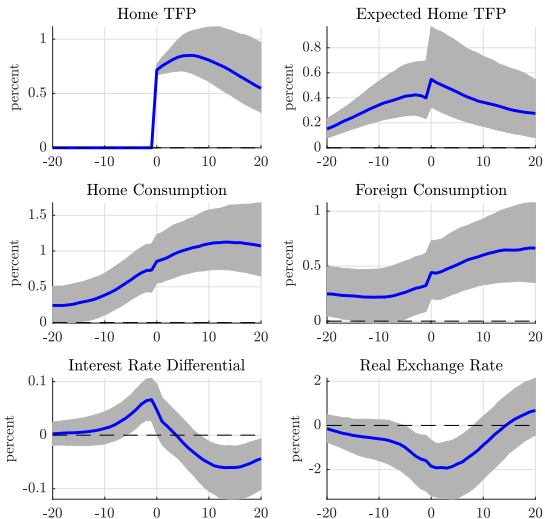 Home TFP
percent
1
0.5
0
-20 -10 0 10 20
Expected Home TFP
percent
0.8
0.6
0.4
0.2
0
-20 -10 0 10 20
Home Consumption
percent
1.5
1
0.5
0
-20 -10 0 10 20
Foreign Consumption
percent
1
0.5
0
-20 -10 0 10 20
Interest Rate Differential
percent
0.1
0
-0.1
-20 -10 0 10 20
Real Exchange Rate
percent
2
0
-2
-20 -10 0 10 20